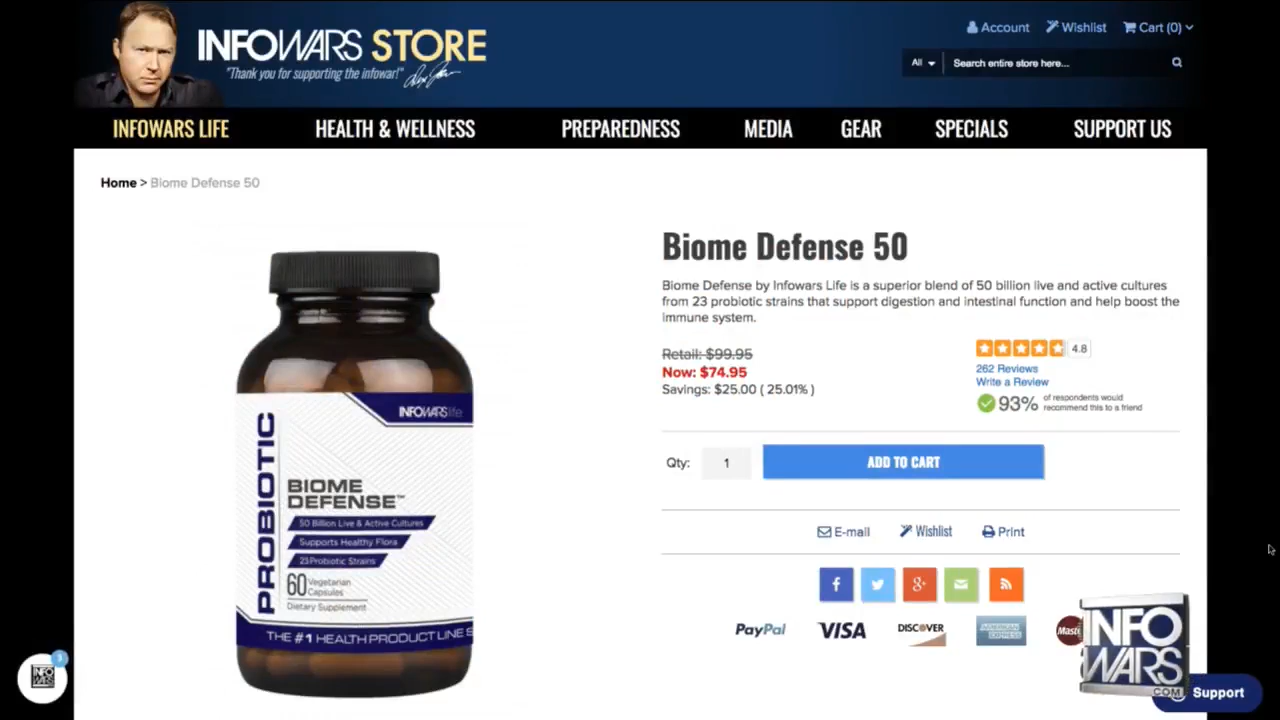 INFOWARS STORE
"Thank you for supporting the infowar!"
Account
Wishlist
Cart (0)
All
Search entire store here...
INFOWARS LIFE
HEALTH & WELLNESS
PREPAREDNESS
MEDIA
GEAR
SPECIALS
SUPPORT US
Home > Biome Defense 50
Biome Defense 50
Biome Defense by Infowars Life is a superior blend of 50 billion live and active cultures
from 23 probiotic strains that support digestion and intestinal function and help boost the
immune system.
Retail: $99.95
Now: $74.95
Savings: $25.00 ( 25.01% )
4.8
262 Reviews
Write a Review
93% of respondents would
recommend this to a friend
Qty: 1
ADD TO CART
E-mail
Wishlist
Print
f
g+
PayPal
VISA
DISCOVER
AMERICAN EXPRESS
INFOWARS life
PROBIOTIC
BIOME
DEFENSE™
50 Billion Live & Active Cultures
Supports Healthy Flora
23 Probiotic Strains
60 Vegetarian
Capsules
Dietary Supplement
THE #1 HEALTH PRODUCT LINE
INFO
WARS
3
INFO
WARS
.COM
Support